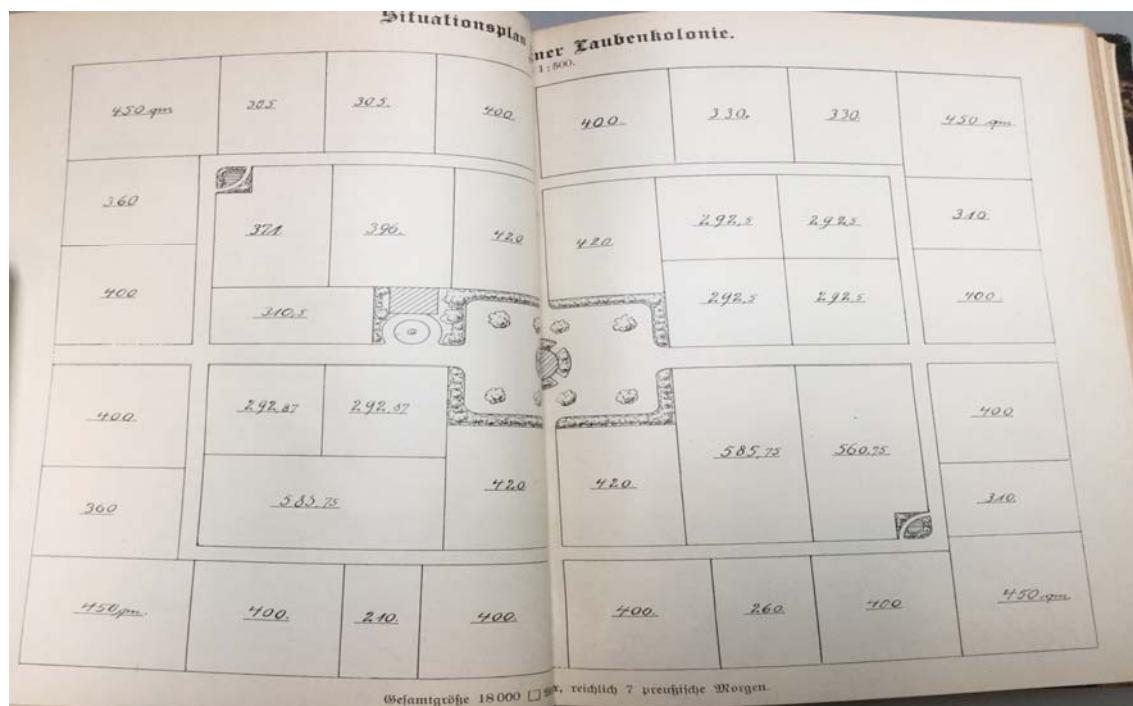 Situationsplan ner Laubenkolonie.
1:500.
450 qm 305. 305. 400. 400. 330. 330. 450 qm.
360 371 396. 420 420. 292,5 292,5 310.
400 310,5 292,5 292,5 400.
400. 292,87 292,87 585,75 560,75 400
360 585,75 420. 420. 310.
450 qm. 400. 210. 400. 400. 260. 400 450 qm
Gesamtgröße 18000 □ reichlich 7 preußische Morgen.